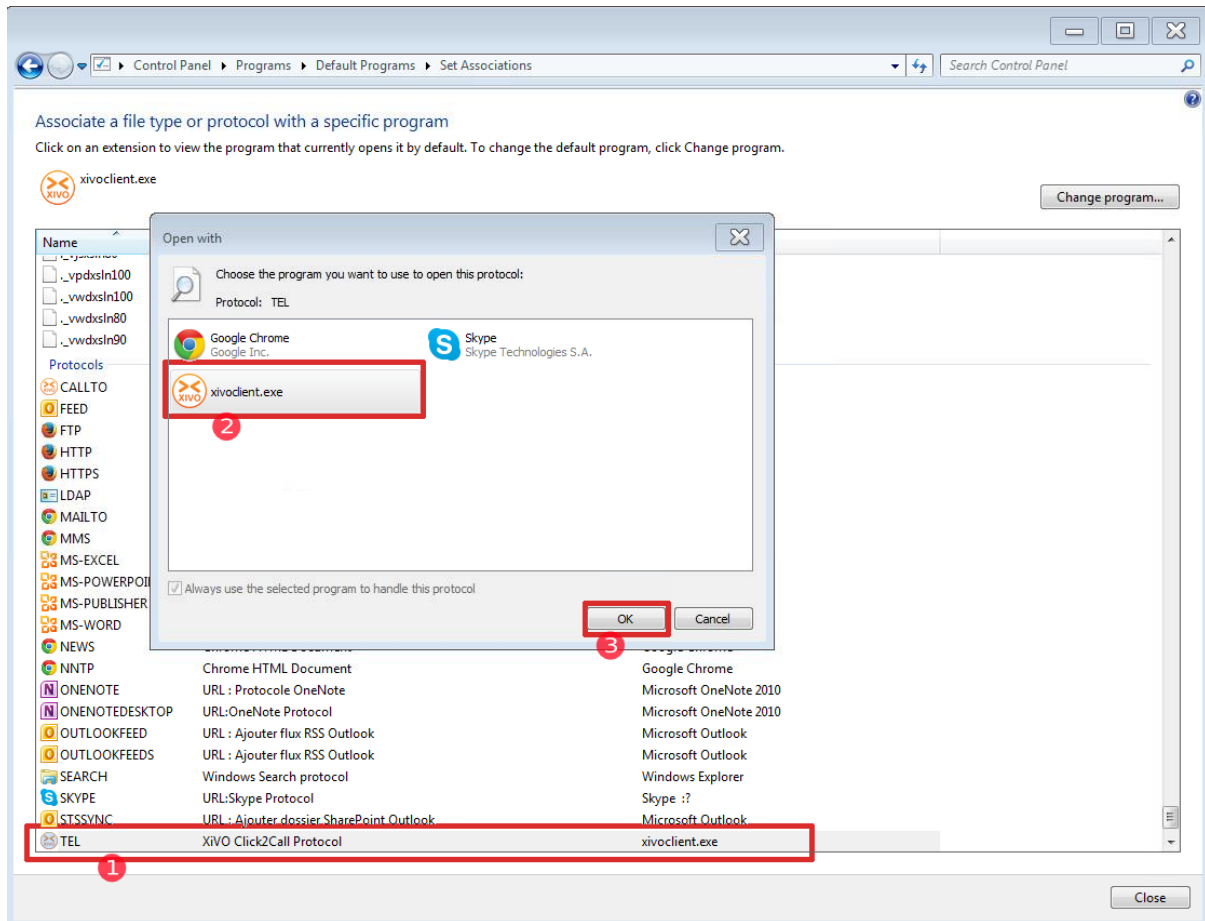 Control Panel ▸ Programs ▸ Default Programs ▸ Set Associations
Search Control Panel
Associate a file type or protocol with a specific program
Click on an extension to view the program that currently opens it by default. To change the default program, click Change program.
XIVO
xivoclient.exe
Change program...
Name
._vpdxsln100
._vwdxsln100
._vwdxsln80
._vwdxsln90
Protocols
CALLTO
FEED
FTP
HTTP
HTTPS
LDAP
MAILTO
MMS
MS-EXCEL
MS-POWERPOI
MS-PUBLISHER
MS-WORD
NEWS
Open with
Choose the program you want to use to open this protocol:
Protocol: TEL
Google Chrome
Google Inc.
Skype
Skype Technologies S.A.
XIVO
xivoclient.exe
2
Always use the selected program to handle this protocol
OK
Cancel
3
NNTP Chrome HTML Document Google Chrome
ONENOTE URL : Protocole OneNote Microsoft OneNote 2010
ONENOTEDESKTOP URL:OneNote Protocol Microsoft OneNote 2010
OUTLOOKFEED URL : Ajouter flux RSS Outlook Microsoft Outlook
OUTLOOKFEEDS URL : Ajouter flux RSS Outlook Microsoft Outlook
SEARCH Windows Search protocol Windows Explorer
SKYPE URL:Skype Protocol Skype :?
STSSYNC URL : Ajouter dossier SharePoint Outlook Microsoft Outlook
TEL XiVO Click2Call Protocol xivoclient.exe
1
Close